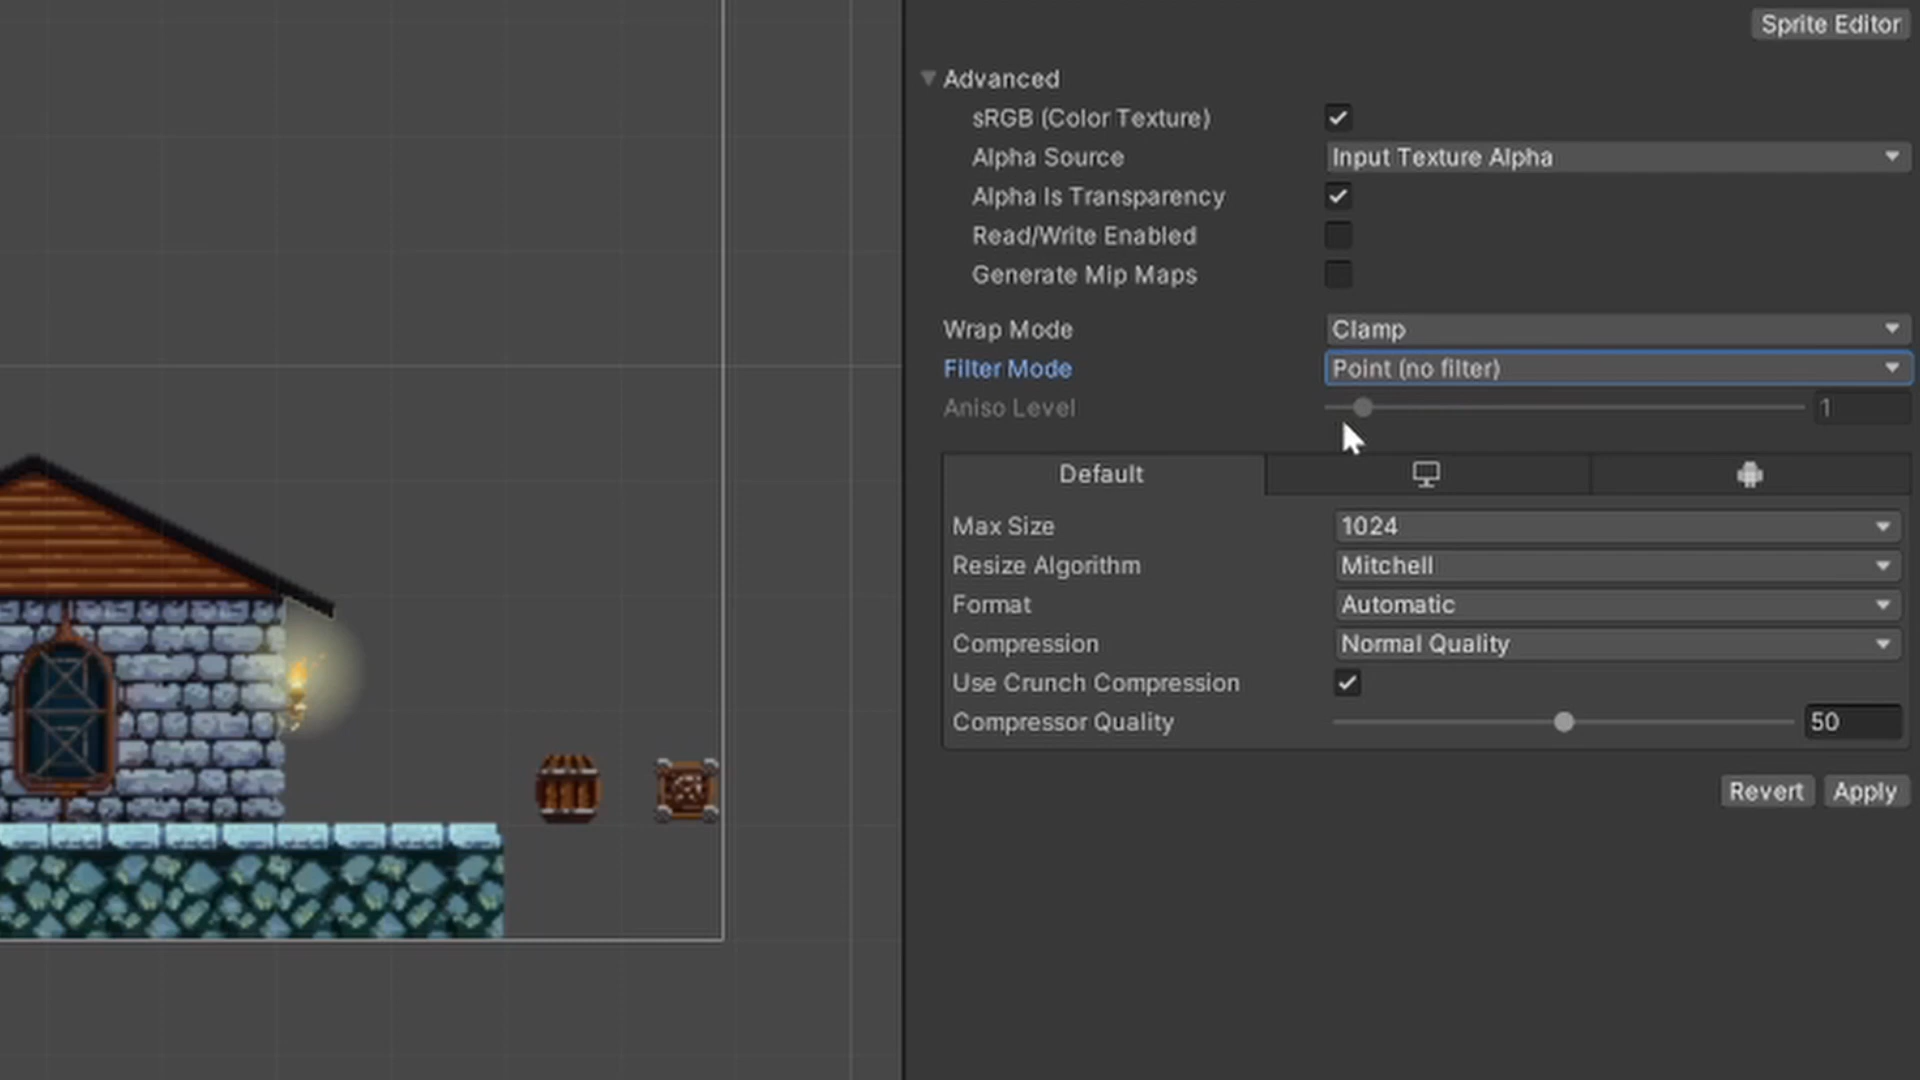 Sprite Editor
Advanced
sRGB (Color Texture)
Alpha Source Input Texture Alpha
Alpha Is Transparency
Read/Write Enabled
Generate Mip Maps
Wrap Mode Clamp
Filter Mode Point (no filter)
Aniso Level 1
Default
Max Size 1024
Resize Algorithm Mitchell
Format Automatic
Compression Normal Quality
Use Crunch Compression
Compressor Quality 50
Revert Apply